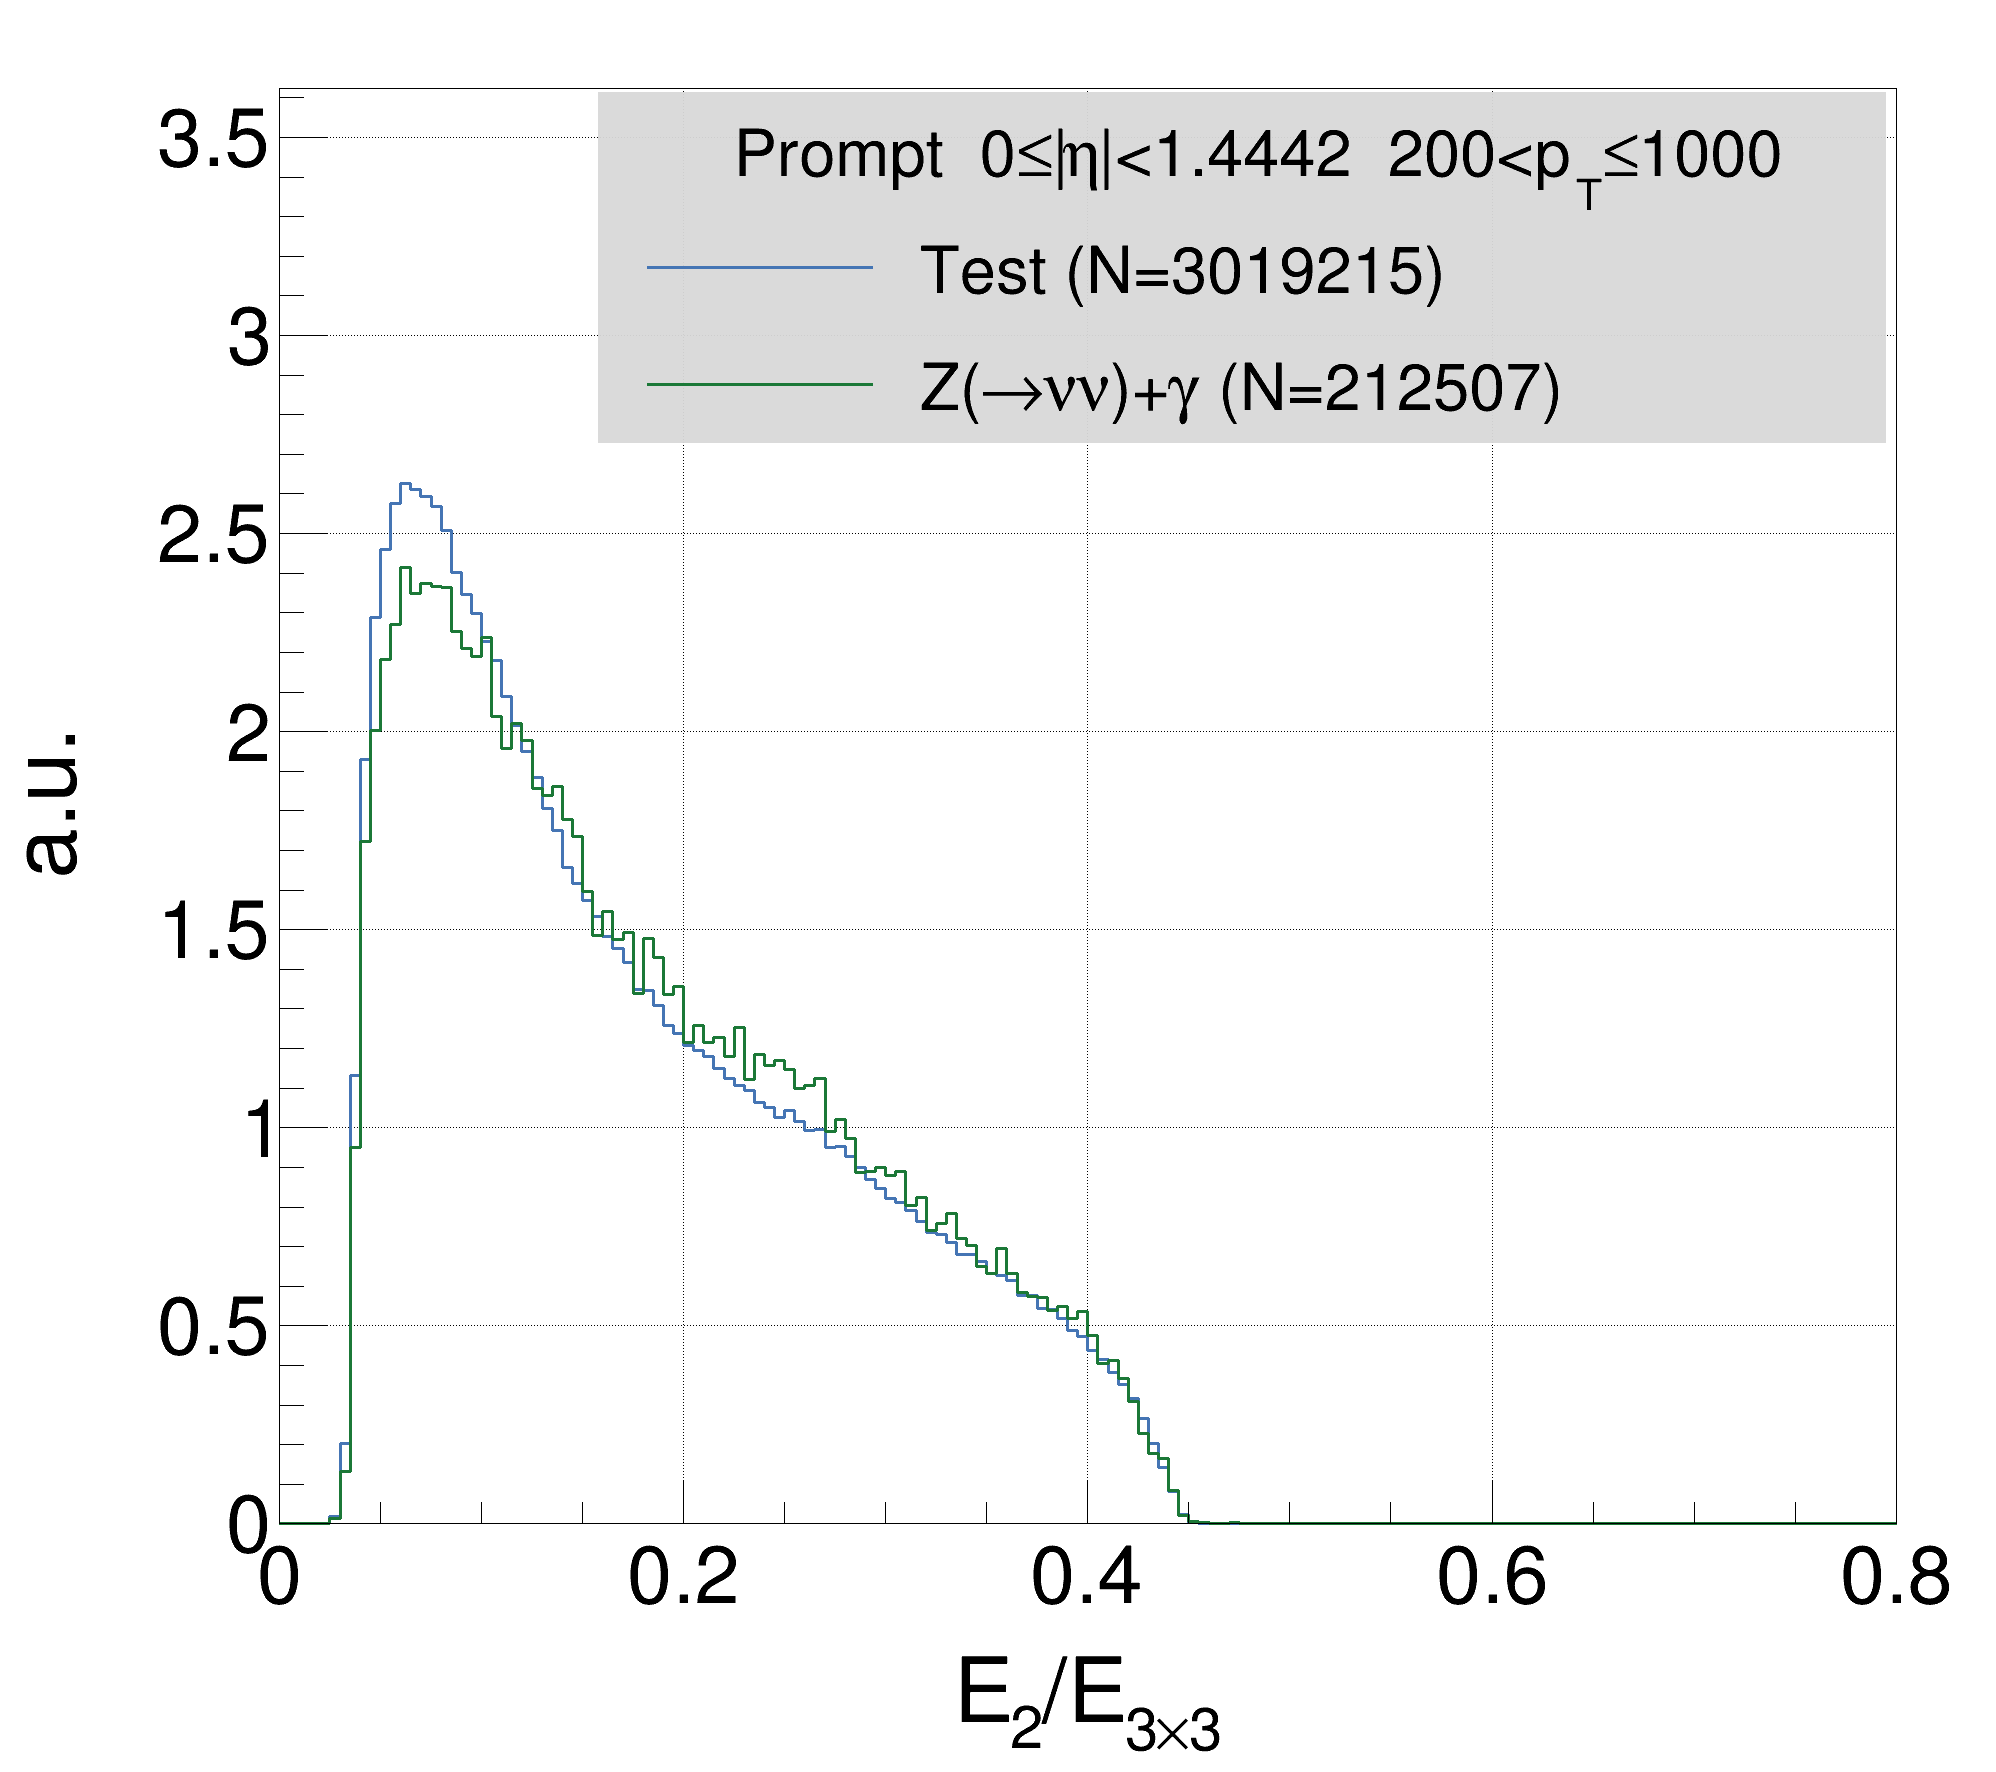 Prompt 0≤|η|<1.4442 200<p_T≤1000
Test (N=3019215)
Z(→νν)+γ (N=212507)
3.5
3
2.5
2
1.5
1
0.5
0
a.u.
0 0.2 0.4 0.6 0.8
E_2/E_3×3